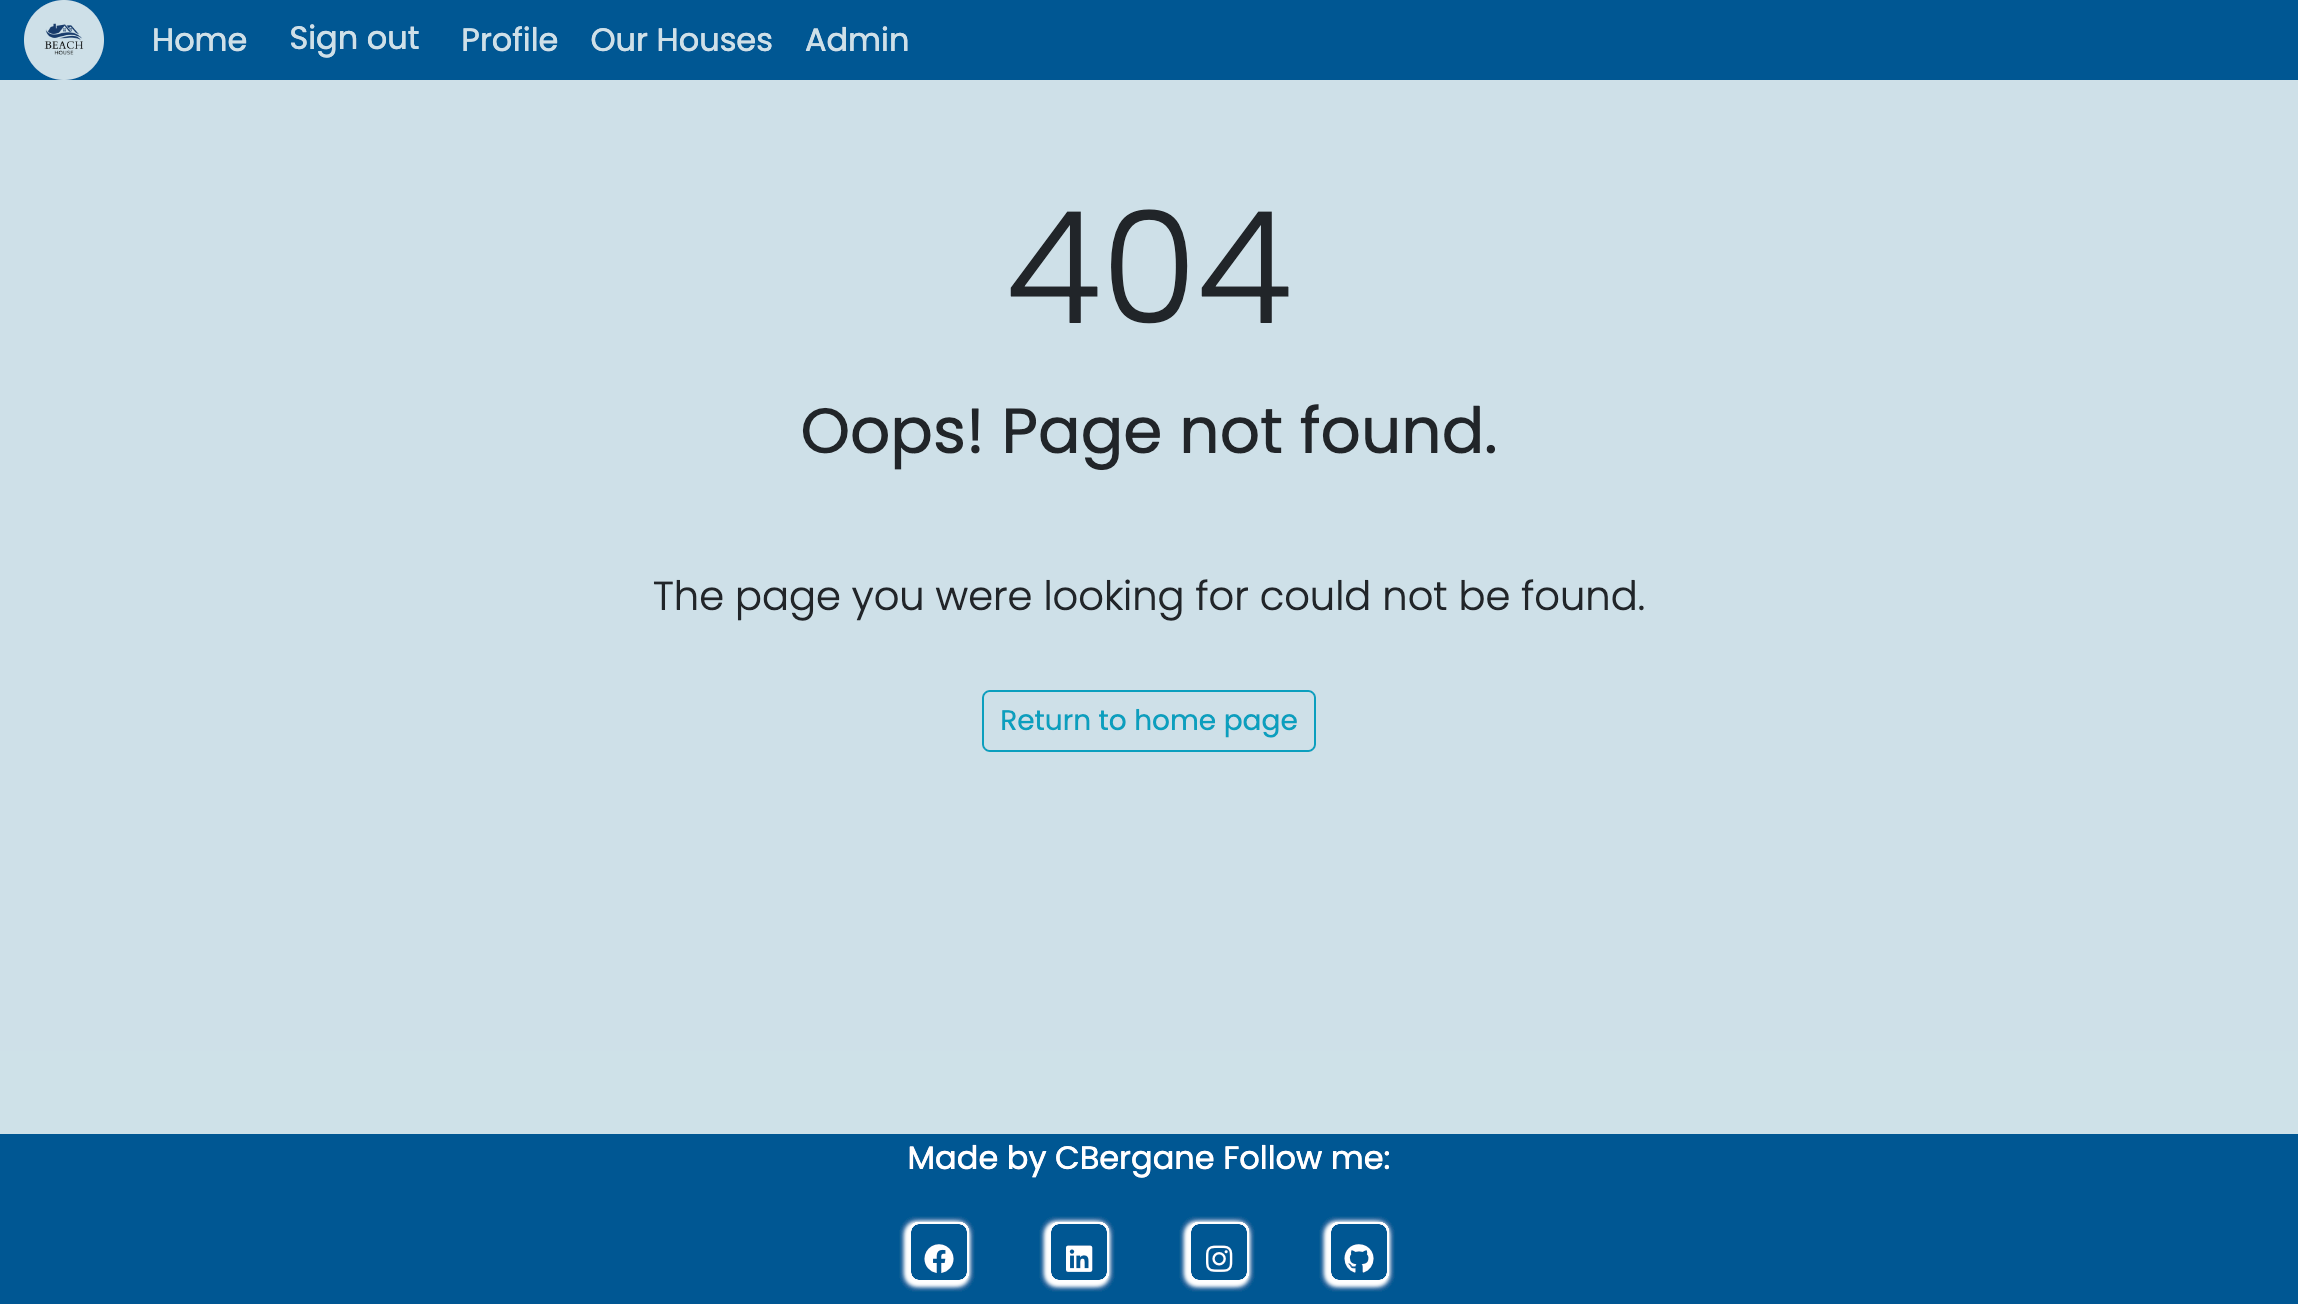 BEACH
HOUSE
Home Sign out Profile Our Houses Admin
404
Oops! Page not found.
The page you were looking for could not be found.
Return to home page
Made by CBergane Follow me: